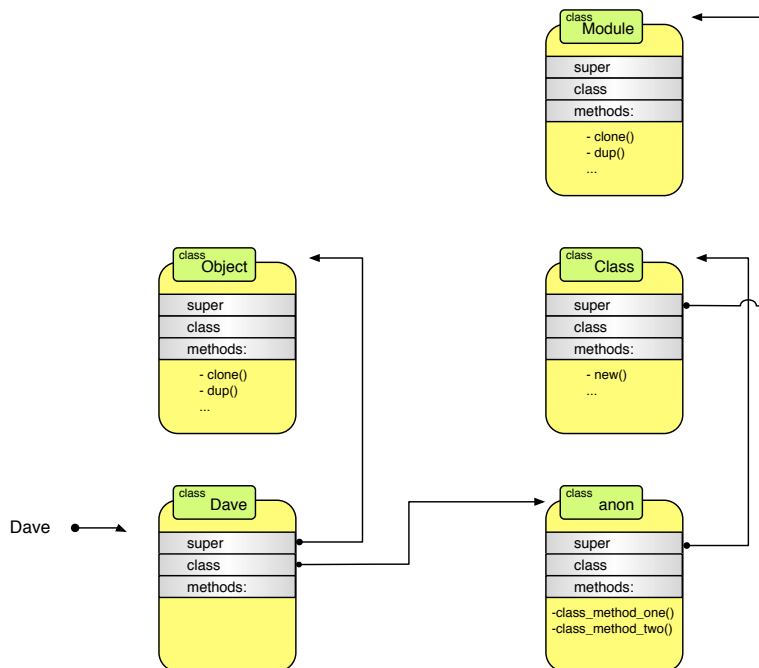 class
Module
super
class
methods:
- clone()
- dup()
...
class
Object
super
class
methods:
- clone()
- dup()
...
class
Class
super
class
methods:
- new()
...
Dave
class
Dave
super
class
methods:
class
anon
super
class
methods:
-class_method_one()
-class_method_two()